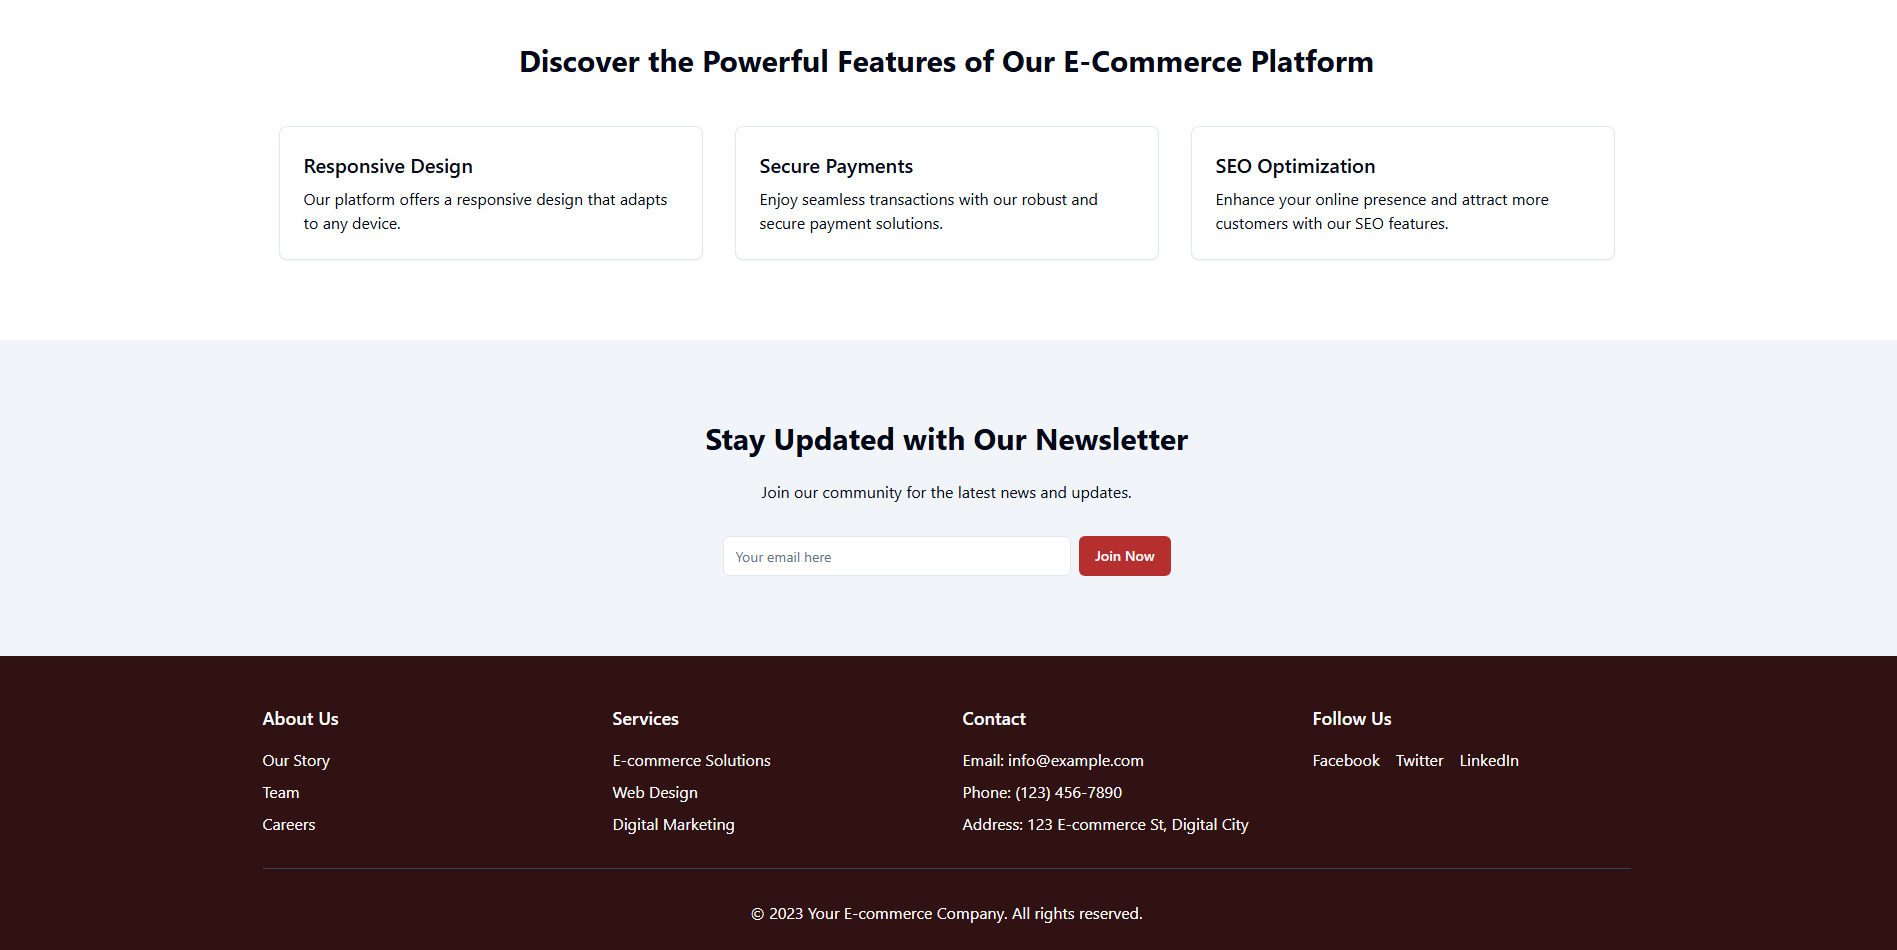 Discover the Powerful Features of Our E-Commerce Platform
Responsive Design
Our platform offers a responsive design that adapts
to any device.
Secure Payments
Enjoy seamless transactions with our robust and
secure payment solutions.
SEO Optimization
Enhance your online presence and attract more
customers with our SEO features.
Stay Updated with Our Newsletter
Join our community for the latest news and updates.
Your email here
Join Now
About Us
Our Story
Team
Careers
Services
E-commerce Solutions
Web Design
Digital Marketing
Contact
Email: info@example.com
Phone: (123) 456-7890
Address: 123 E-commerce St, Digital City
Follow Us
Facebook Twitter LinkedIn
© 2023 Your E-commerce Company. All rights reserved.